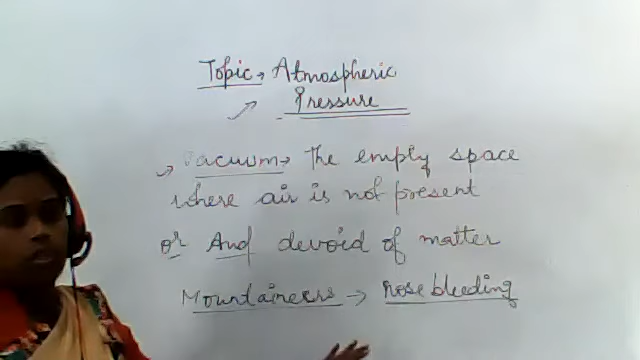 Topic → Atmospheric
Pressure
→ Vacuum → The empty space
where air is not present
or And devoid of matter
Mountaineers → nose bleeding